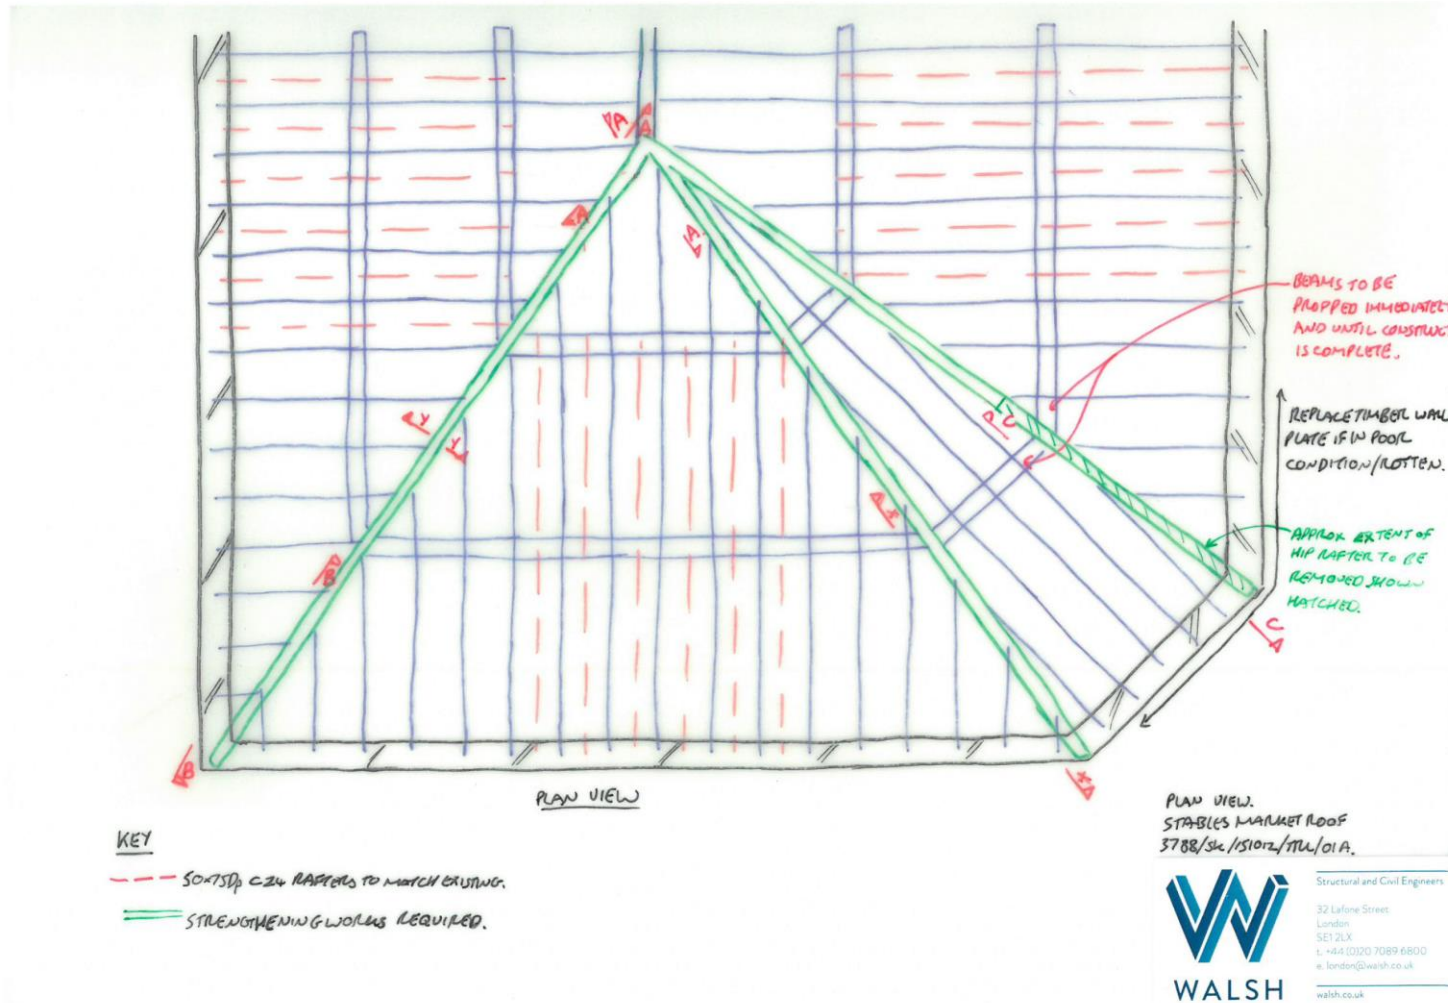 A
A
A
A
BEAMS TO BE
PROPPED IMMEDIATEL
AND UNTIL CONSTRUCT
IS COMPLETE.
C
REPLACE TIMBER WALL
PLATE IF IN POOR
CONDITION/ROTTEN.
APPROX EXTENT OF
HIP RAFTER TO BE
REMOVED SHOWN
HATCHED.
B
C
B
PLAN VIEW
PLAN VIEW.
STABLES MARKET ROOF
3788/SK/151012/TTL/01A.
KEY
50x75Dp C24 RAFTERS TO MATCH EXISTING.
STRENGTHENING WORKS REQUIRED.
Structural and Civil Engineers
32 Lafone Street
London
SE1 2LX
t. +44 (0)20 7089 6800
e. london@walsh.co.uk
WALSH
walsh.co.uk